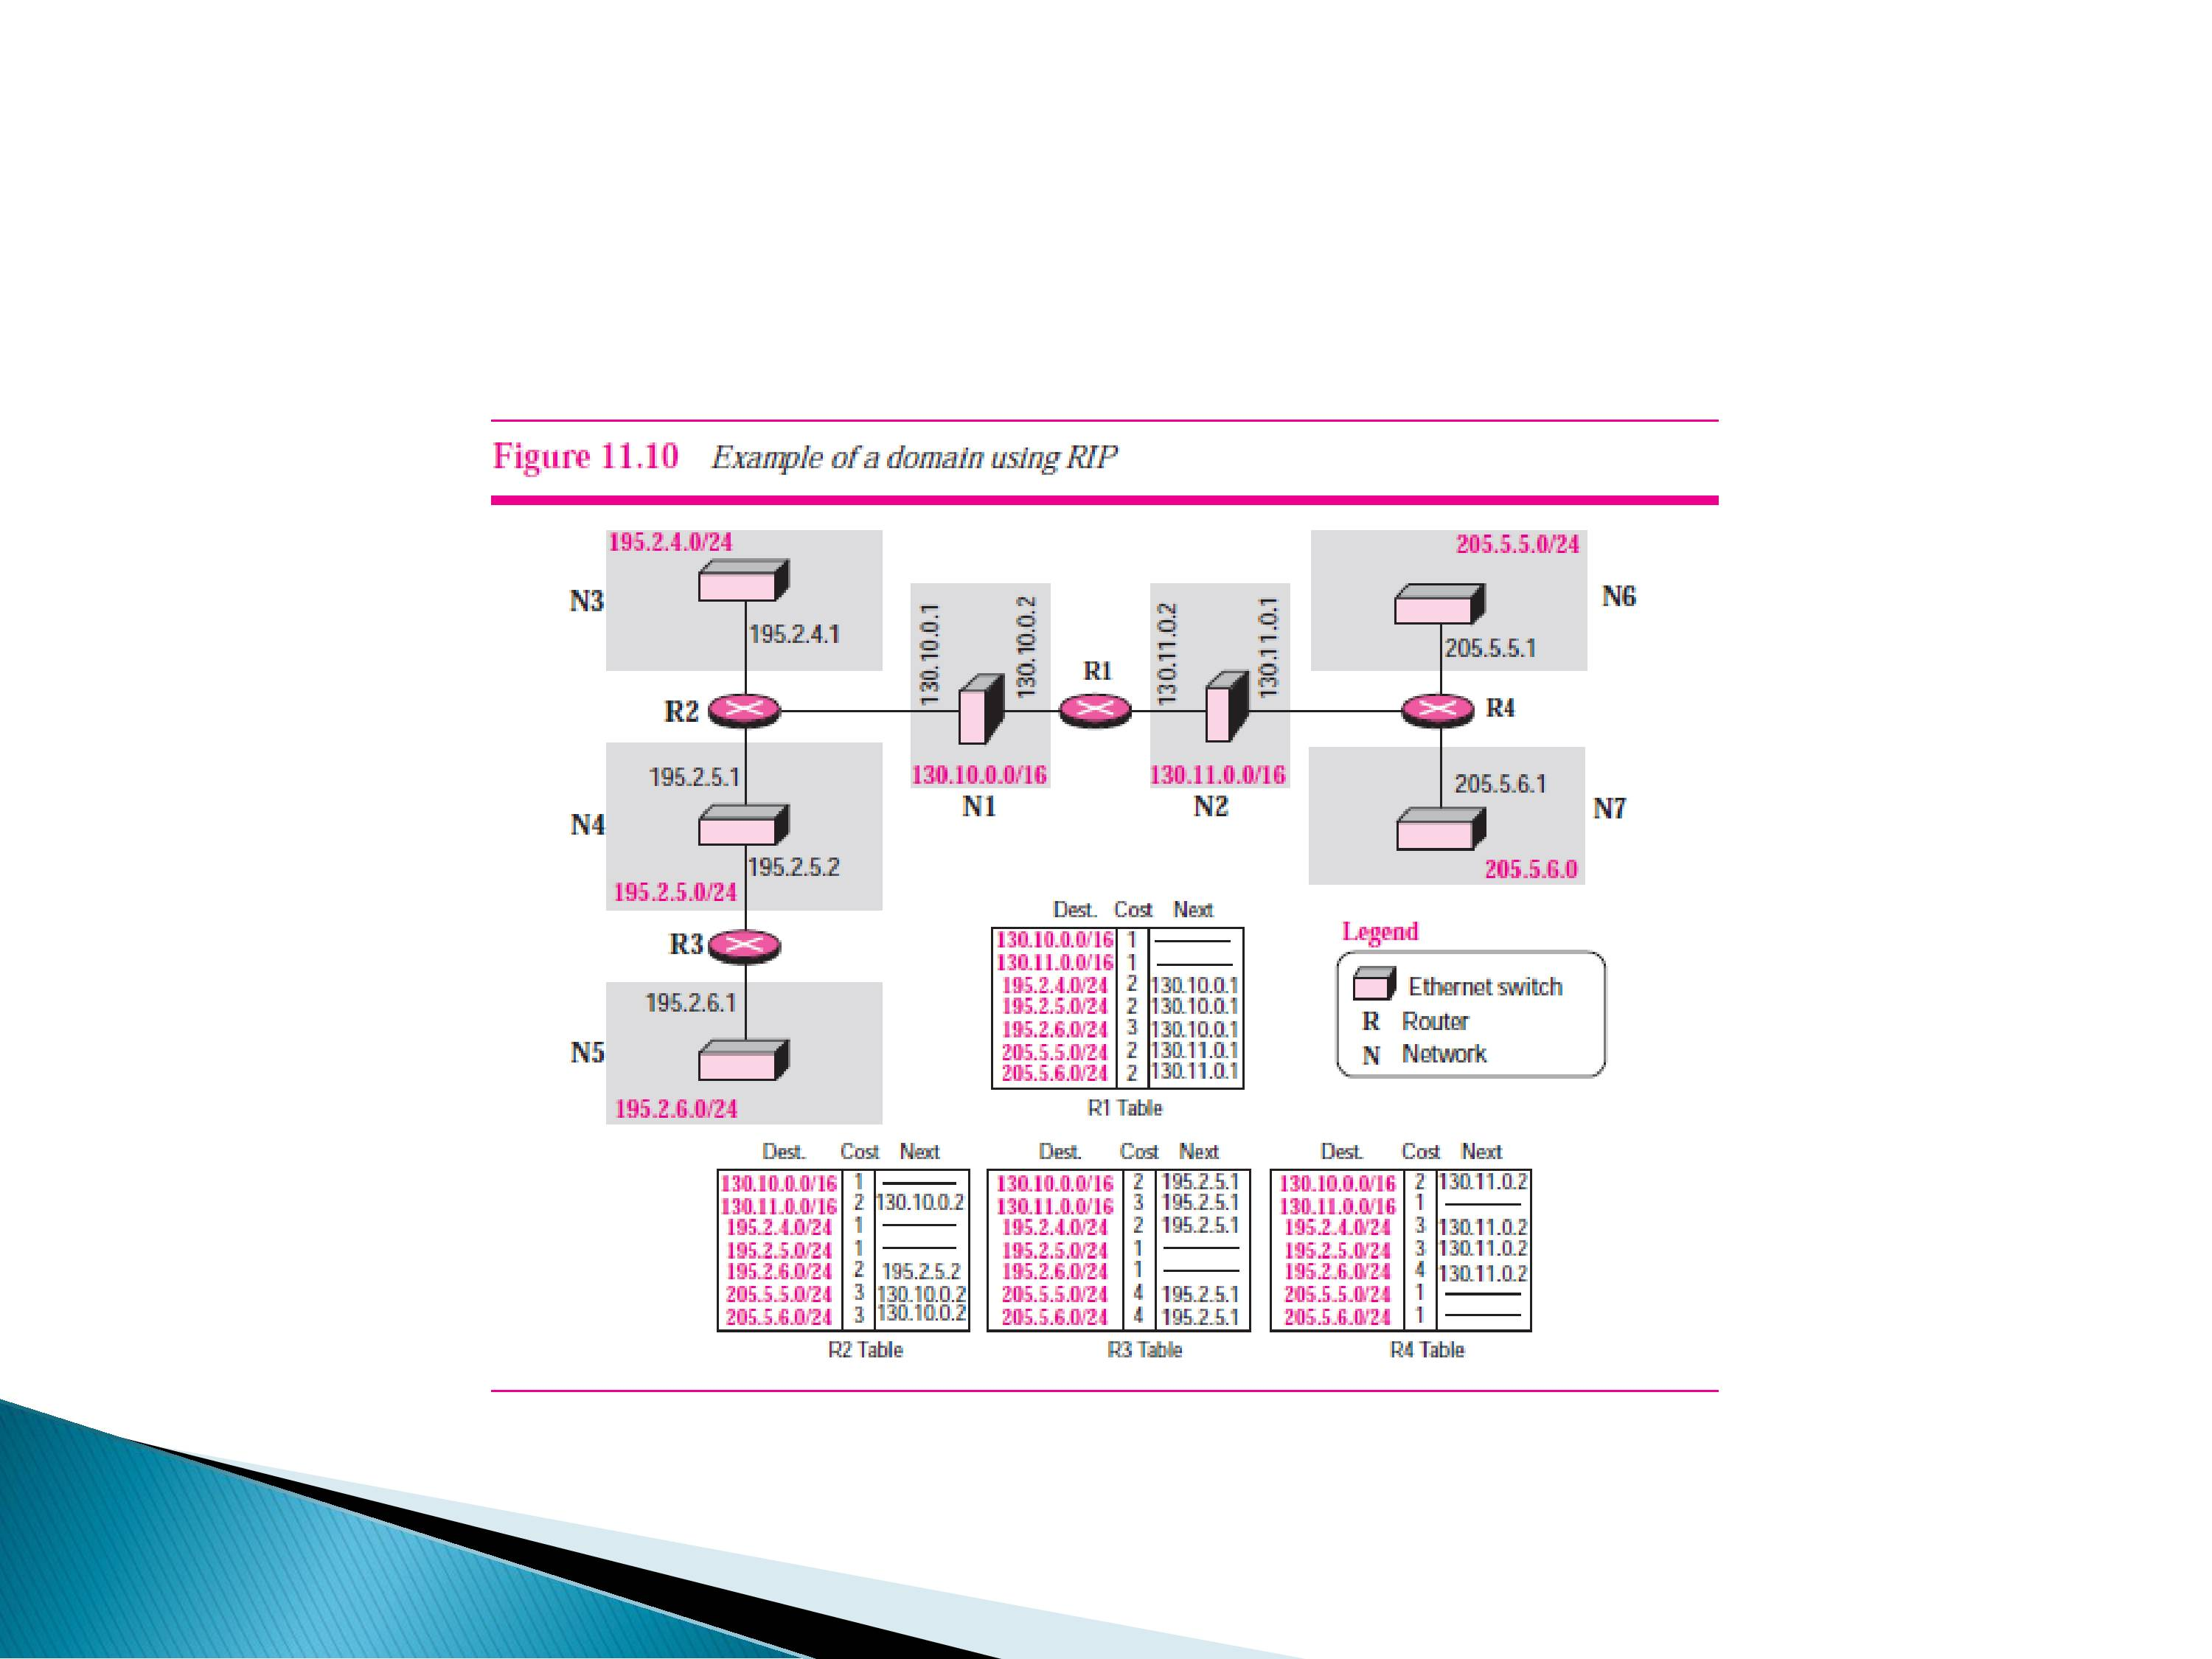 Figure 11.10 Example of a domain using RIP
195.2.4.0/24
N3
195.2.4.1
R2
130.10.0.1
130.10.0.2
130.10.0.0/16
N1
R1
130.11.0.2
130.11.0.1
130.11.0.0/16
N2
205.5.5.0/24
N6
205.5.5.1
R4
205.5.6.1
N7
205.5.6.0
195.2.5.1
N4
195.2.5.2
195.2.5.0/24
R3
195.2.6.1
N5
195.2.6.0/24
Dest. Cost Next
130.10.0.0/16 1
130.11.0.0/16 1
195.2.4.0/24 2 130.10.0.1
195.2.5.0/24 2 130.10.0.1
195.2.6.0/24 3 130.10.0.1
205.5.5.0/24 2 130.11.0.1
205.5.6.0/24 2 130.11.0.1
R1 Table
Legend
Ethernet switch
R Router
N Network
Dest. Cost Next
130.10.0.0/16 1
130.11.0.0/16 2 130.10.0.2
195.2.4.0/24 1
195.2.5.0/24 1
195.2.6.0/24 2 195.2.5.2
205.5.5.0/24 3 130.10.0.2
205.5.6.0/24 3 130.10.0.2
R2 Table
Dest. Cost Next
130.10.0.0/16 2 195.2.5.1
130.11.0.0/16 3 195.2.5.1
195.2.4.0/24 2 195.2.5.1
195.2.5.0/24 1
195.2.6.0/24 1
205.5.5.0/24 4 195.2.5.1
205.5.6.0/24 4 195.2.5.1
R3 Table
Dest. Cost Next
130.10.0.0/16 2 130.11.0.2
130.11.0.0/16 1
195.2.4.0/24 3 130.11.0.2
195.2.5.0/24 3 130.11.0.2
195.2.6.0/24 4 130.11.0.2
205.5.5.0/24 1
205.5.6.0/24 1
R4 Table